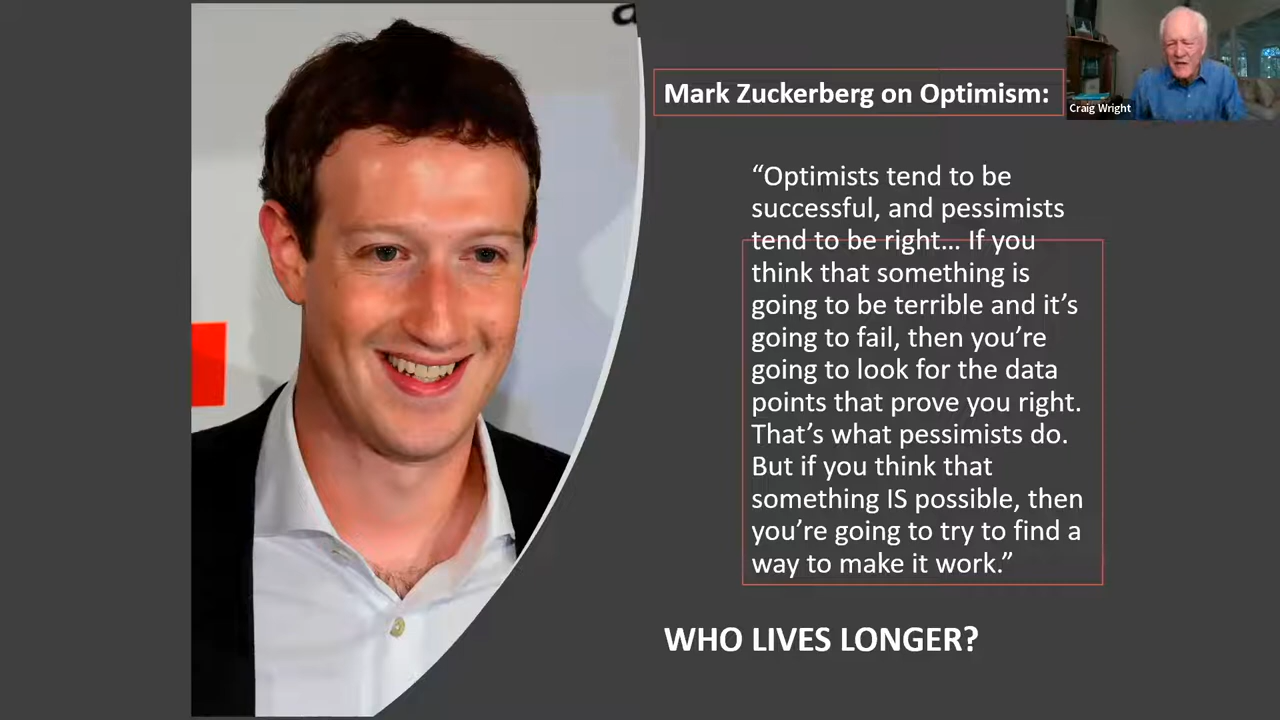 Mark Zuckerberg on Optimism:
Craig Wright
“Optimists tend to be
successful, and pessimists
tend to be right… If you
think that something is
going to be terrible and it’s
going to fail, then you’re
going to look for the data
points that prove you right.
That’s what pessimists do.
But if you think that
something IS possible, then
you’re going to try to find a
way to make it work.”
WHO LIVES LONGER?